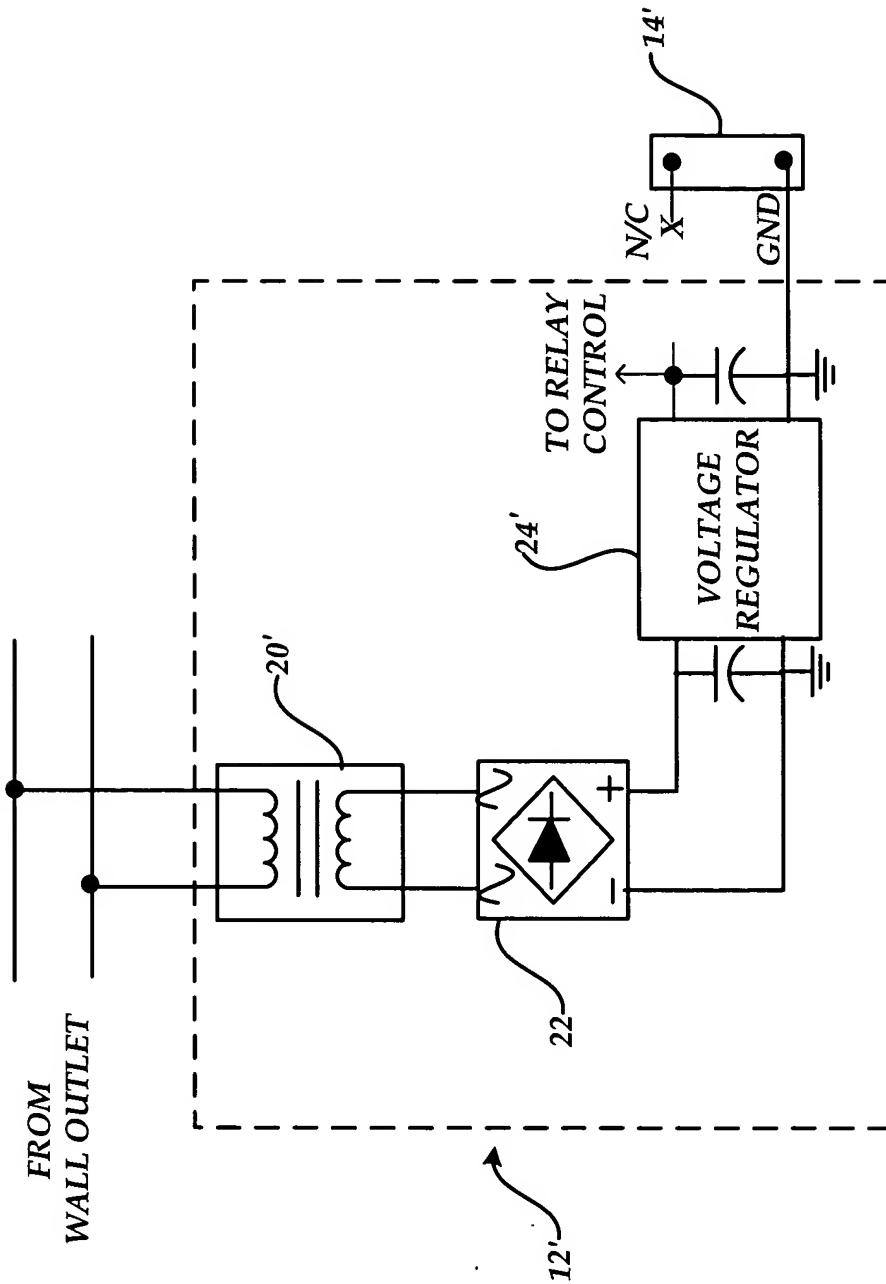 FROM
WALL OUTLET
20'
22
12'
24'
VOLTAGE
REGULATOR
TO RELAY
CONTROL
N/C
X
GND
14'
+
−